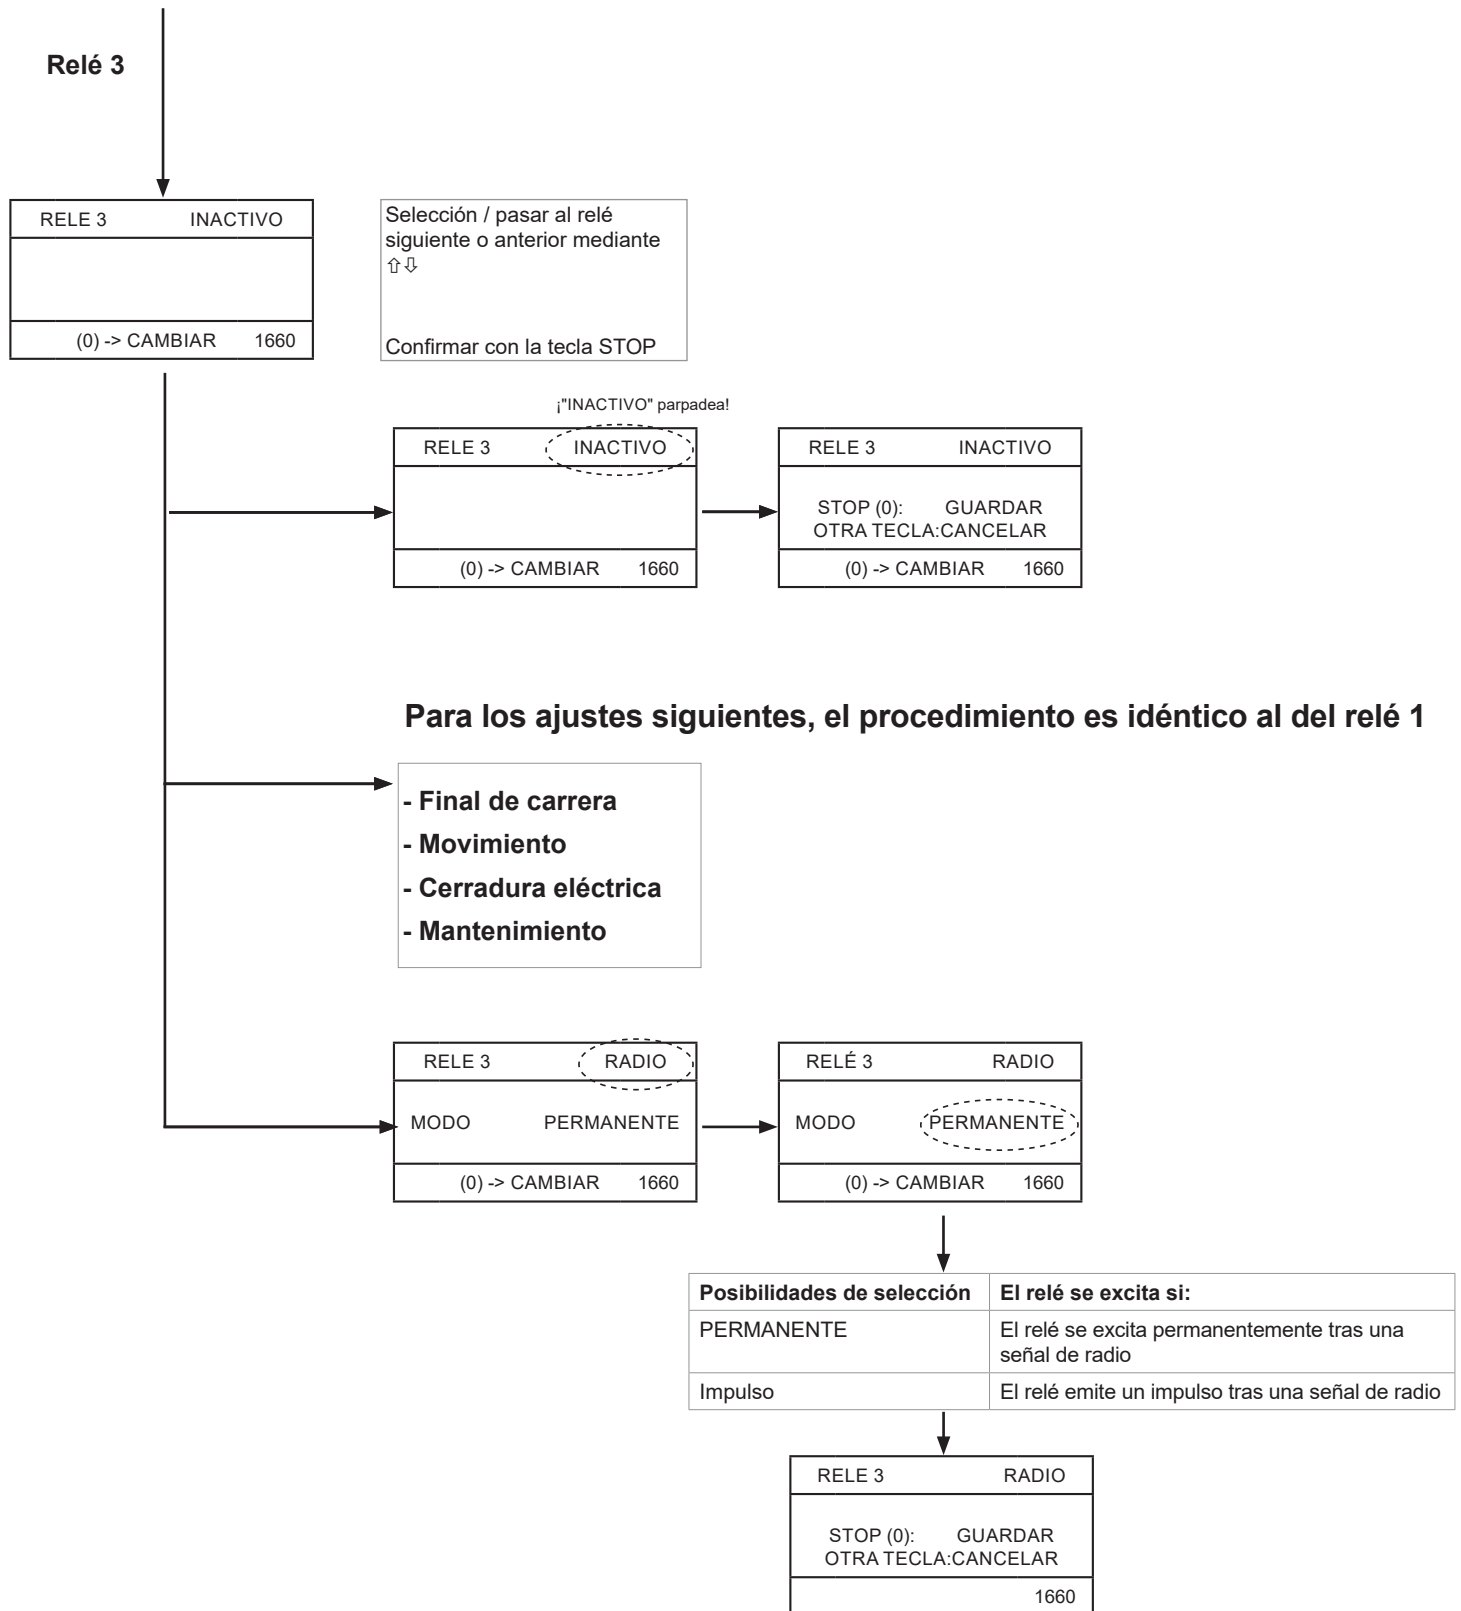 Relé 3
RELE 3 INACTIVO
(0) -> CAMBIAR 1660
Selección / pasar al relé
siguiente o anterior mediante
⇧⇩
Confirmar con la tecla STOP
¡"INACTIVO" parpadea!
RELE 3 INACTIVO
(0) -> CAMBIAR 1660
RELE 3 INACTIVO
STOP (0): GUARDAR
OTRA TECLA:CANCELAR
(0) -> CAMBIAR 1660
Para los ajustes siguientes, el procedimiento es idéntico al del relé 1
- Final de carrera
- Movimiento
- Cerradura eléctrica
- Mantenimiento
RELE 3 RADIO
MODO PERMANENTE
(0) -> CAMBIAR 1660
RELÉ 3 RADIO
MODO PERMANENTE
(0) -> CAMBIAR 1660
Posibilidades de selección El relé se excita si:
PERMANENTE El relé se excita permanentemente tras una
señal de radio
Impulso El relé emite un impulso tras una señal de radio
RELE 3 RADIO
STOP (0): GUARDAR
OTRA TECLA:CANCELAR
1660